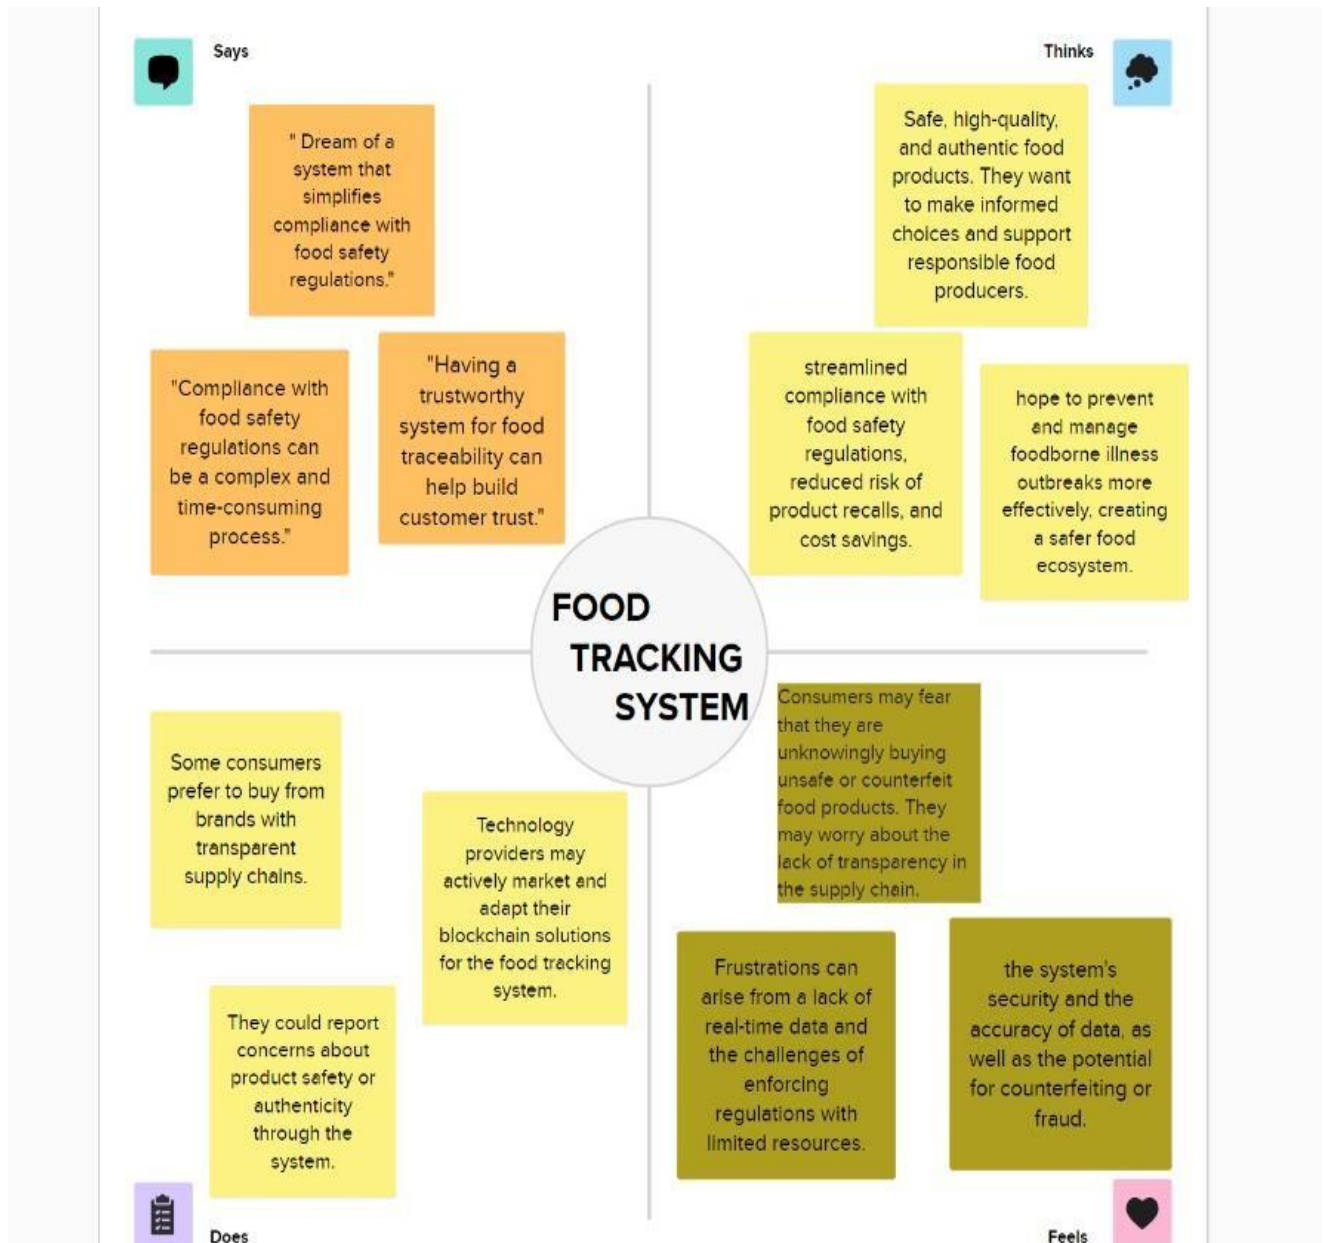 Says
" Dream of a
system that
simplifies
compliance with
food safety
regulations."
"Compliance with
food safety
regulations can
be a complex and
time-consuming
process."
"Having a
trustworthy
system for food
traceability can
help build
customer trust."
Thinks
Safe, high-quality,
and authentic food
products. They want
to make informed
choices and support
responsible food
producers.
streamlined
compliance with
food safety
regulations,
reduced risk of
product recalls, and
cost savings.
hope to prevent
and manage
foodborne illness
outbreaks more
effectively, creating
a safer food
ecosystem.
FOOD
TRACKING
SYSTEM
Some consumers
prefer to buy from
brands with
transparent
supply chains.
Technology
providers may
actively market and
adapt their
blockchain solutions
for the food tracking
system.
They could report
concerns about
product safety or
authenticity
through the
system.
Does
Consumers may fear
that they are
unknowingly buying
unsafe or counterfeit
food products. They
may worry about the
lack of transparency in
the supply chain.
Frustrations can
arise from a lack of
real-time data and
the challenges of
enforcing
regulations with
limited resources.
the system's
security and the
accuracy of data, as
well as the potential
for counterfeiting or
fraud.
Feels